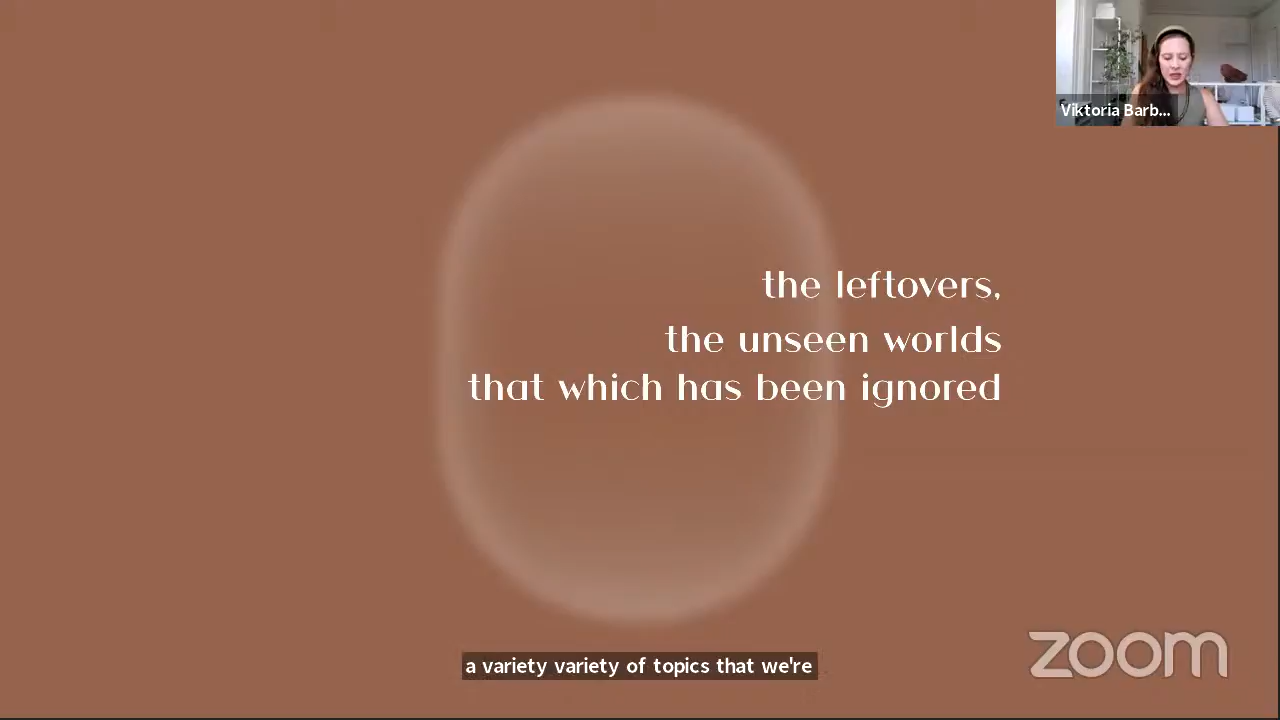 Viktoria Barb...
the leftovers,
the unseen worlds
that which has been ignored
a variety variety of topics that we're
zoom